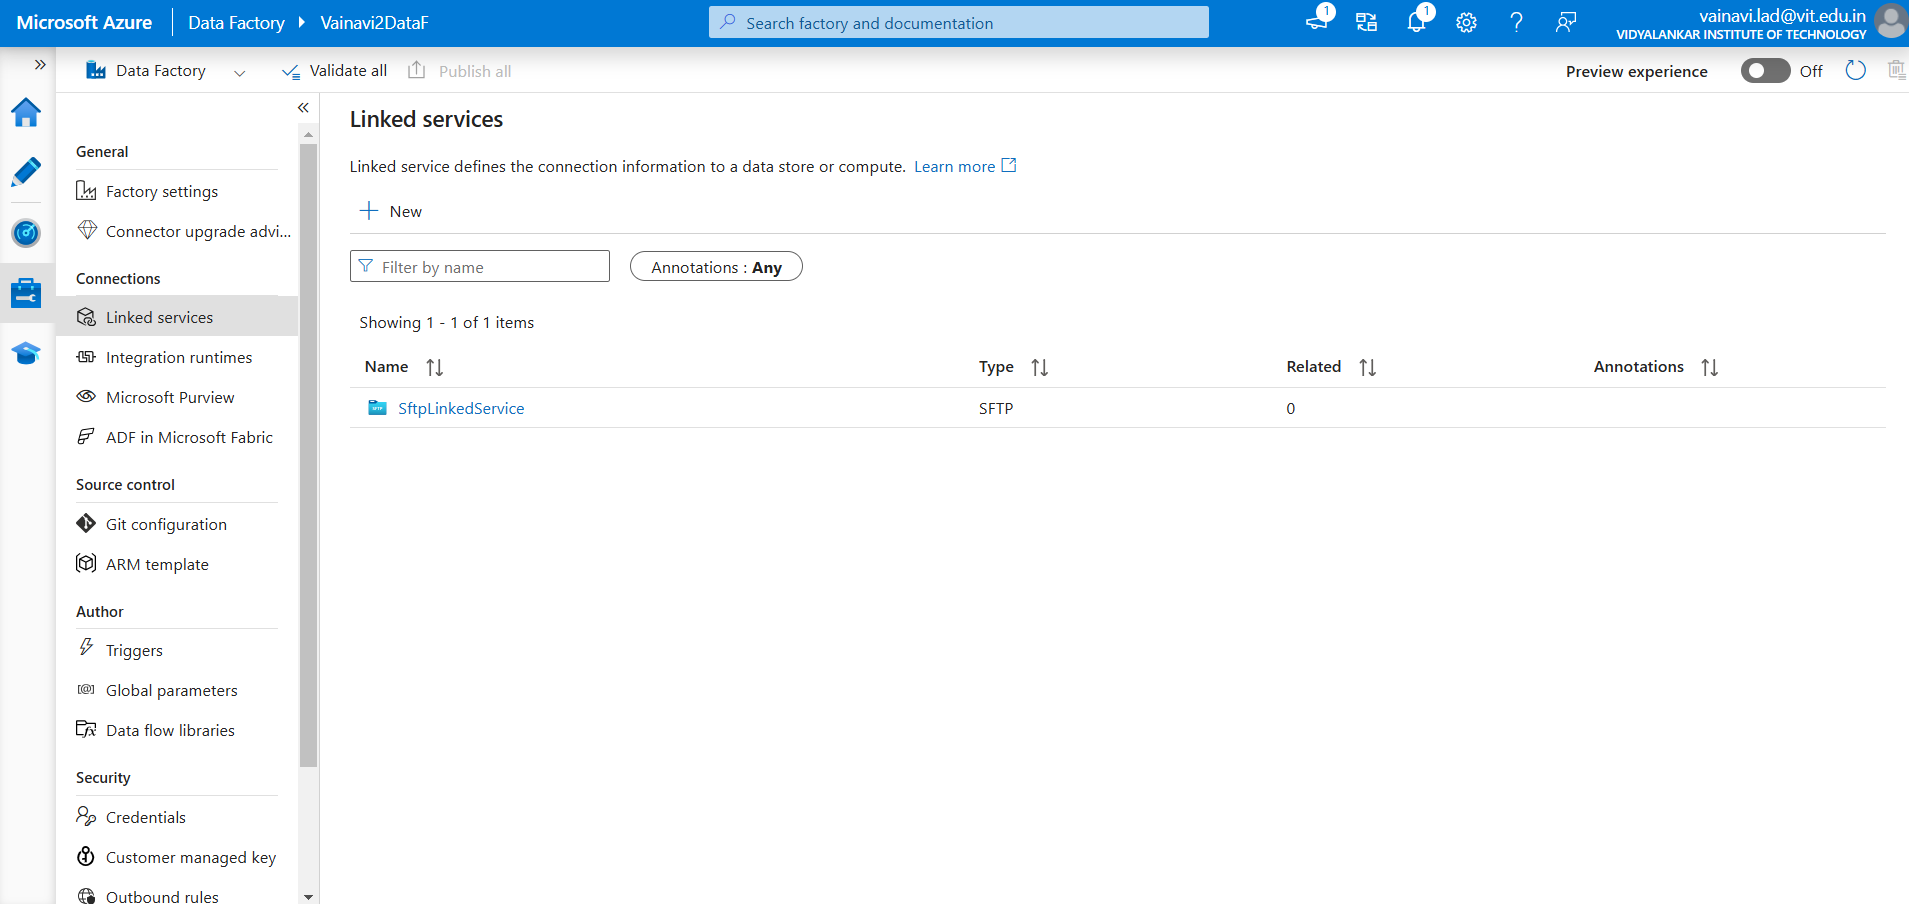 Microsoft Azure Data Factory Vainavi2DataF Search factory and documentation 1 1 vainavi.lad@vit.edu.in
VIDYALANKAR INSTITUTE OF TECHNOLOGY
Data Factory Validate all Publish all Preview experience Off
General
Factory settings
Connector upgrade advi...
Connections
Linked services
Integration runtimes
Microsoft Purview
ADF in Microsoft Fabric
Source control
Git configuration
ARM template
Author
Triggers
Global parameters
Data flow libraries
Security
Credentials
Customer managed key
Outbound rules
Linked services
Linked service defines the connection information to a data store or compute. Learn more
New
Filter by name Annotations : Any
Showing 1 - 1 of 1 items
Name Type Related Annotations
SftpLinkedService SFTP 0